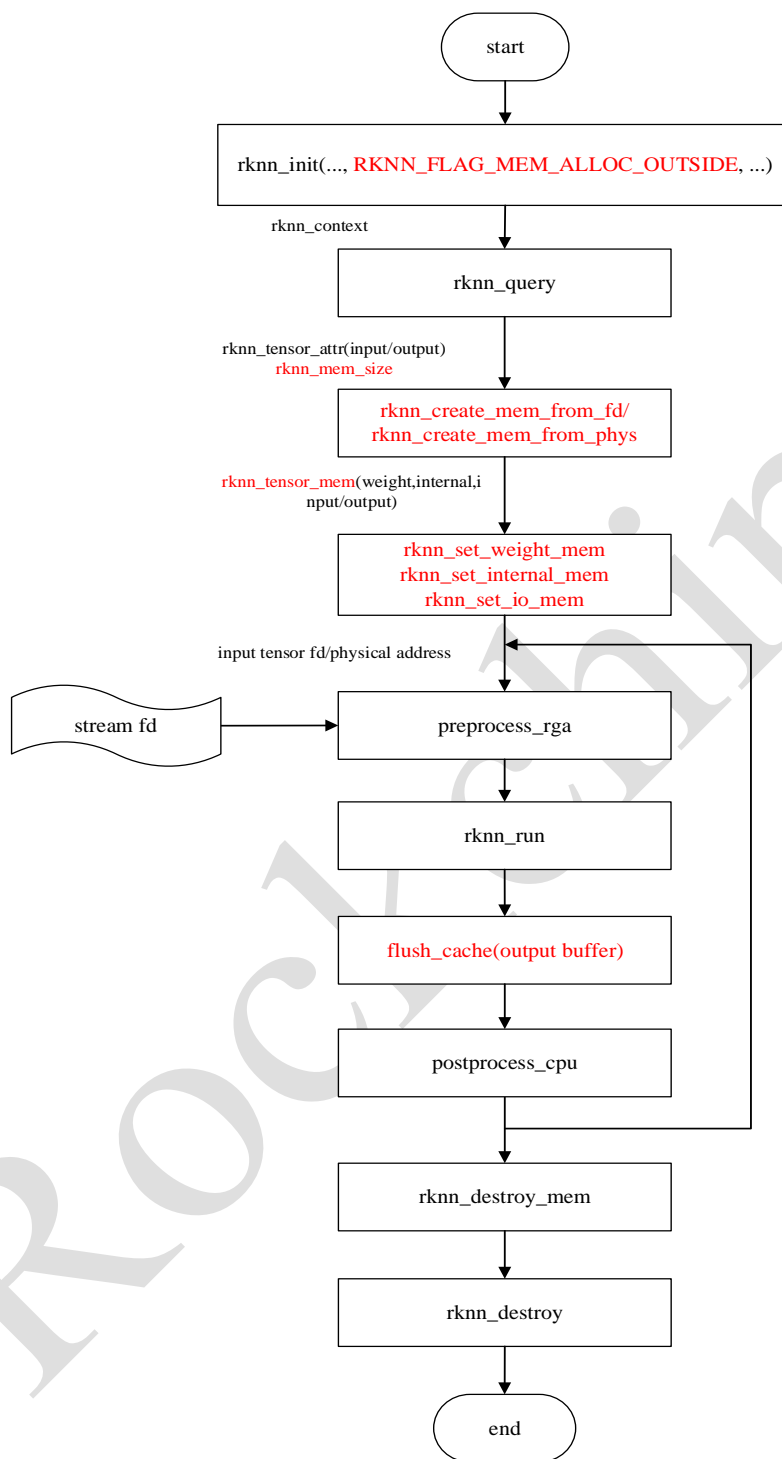 start
rknn_init(..., RKNN_FLAG_MEM_ALLOC_OUTSIDE, ...)
rknn_context
rknn_query
rknn_tensor_attr(input/output)
rknn_mem_size
rknn_create_mem_from_fd/
rknn_create_mem_from_phys
rknn_tensor_mem(weight,internal,i
nput/output)
rknn_set_weight_mem
rknn_set_internal_mem
rknn_set_io_mem
input tensor fd/physical address
stream fd
preprocess_rga
rknn_run
flush_cache(output buffer)
postprocess_cpu
rknn_destroy_mem
rknn_destroy
end
Rockchip